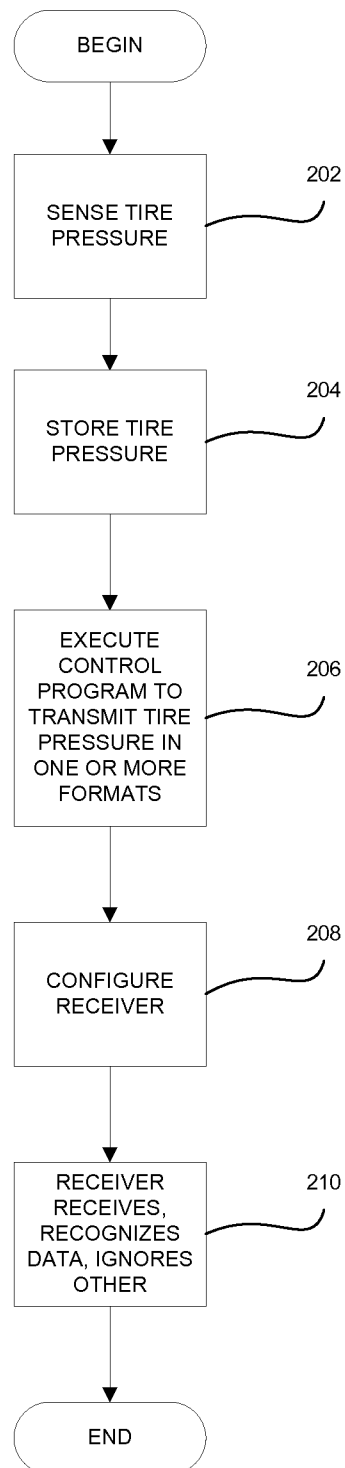 BEGIN
202
SENSE TIRE
PRESSURE
204
STORE TIRE
PRESSURE
206
EXECUTE
CONTROL
PROGRAM TO
TRANSMIT TIRE
PRESSURE IN
ONE OR MORE
FORMATS
208
CONFIGURE
RECEIVER
210
RECEIVER
RECEIVES,
RECOGNIZES
DATA, IGNORES
OTHER
END